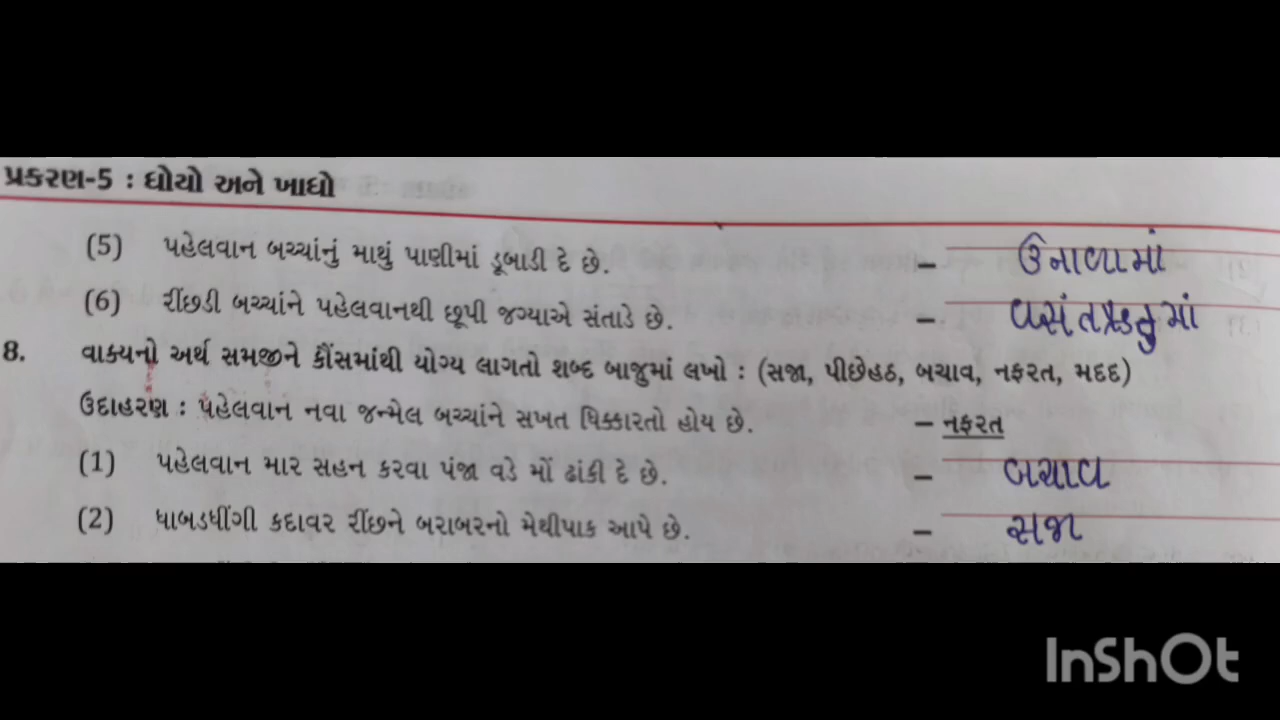 પ્રકરણ-5 : ધોયો અને ખાધો
(5) પહેલવાન બચ્ચાંનું માથું પાણીમાં ડૂબાડી દે છે. – ઉનાળામાં
(6) રીંછડી બચ્ચાંને પહેલવાનથી છૂપી જગ્યાએ સંતાડે છે. – વસંતઋતુમાં
8. વાક્યનો અર્થ સમજીને કૌંસમાંથી યોગ્ય લાગતો શબ્દ બાજુમાં લખો : (સજા, પીછેહઠ, બચાવ, નફરત, મદદ)
ઉદાહરણ : પહેલવાન નવા જન્મેલ બચ્ચાંને સખત ધિક્કારતો હોય છે. – નફરત
(1) પહેલવાન માર સહન કરવા પંજા વડે મોં ઢાંકી દે છે. – બચાવ
(2) ધાબડધીંગી કદાવર રીંછને બરાબરનો મેથીપાક આપે છે. – સજા
InShOt